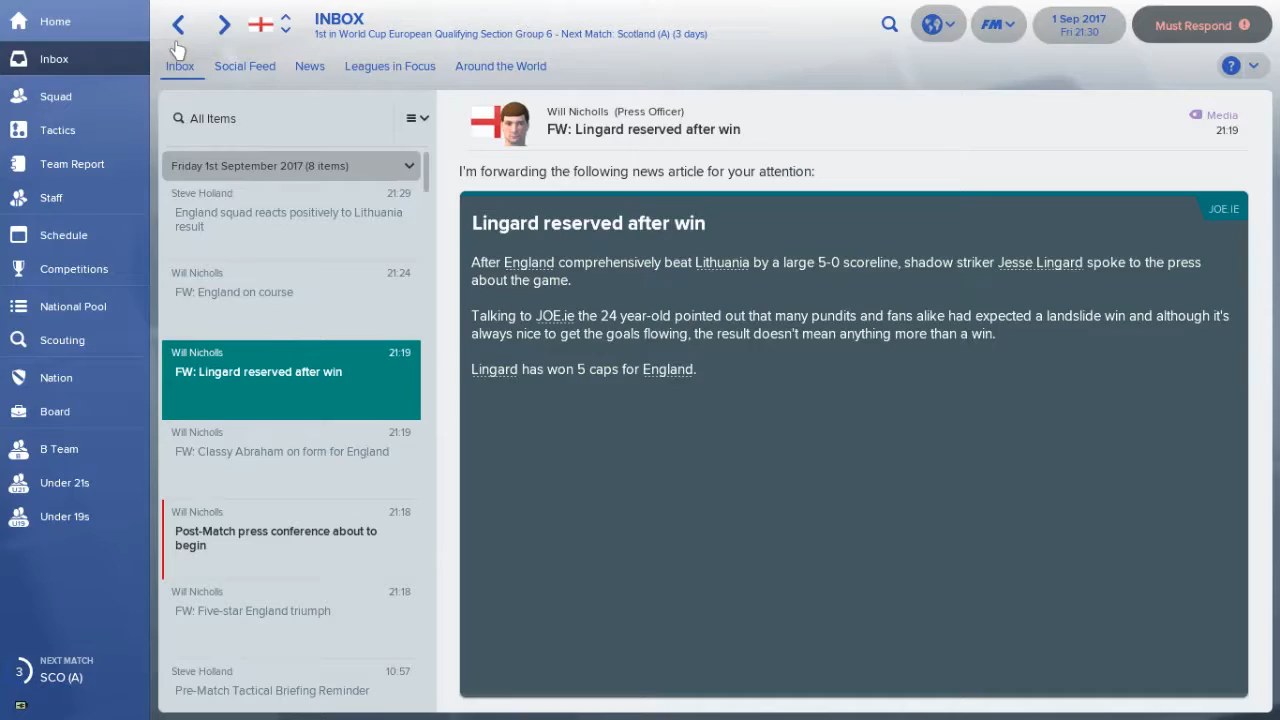 Home
Inbox
Squad
Tactics
Team Report
Staff
Schedule
Competitions
National Pool
Scouting
Nation
Board
B Team
Under 21s
Under 19s
3
NEXT MATCH
SCO (A)
INBOX
1st in World Cup European Qualifying Section Group 6 - Next Match: Scotland (A) (3 days)
FM
1 Sep 2017
Fri 21.30
Must Respond
Inbox
Social Feed
News
Leagues in Focus
Around the World
?
All Items
Friday 1st September 2017 (8 items)
Steve Holland 21:29
England squad reacts positively to Lithuania
result
Will Nicholls 21:24
FW: England on course
Will Nicholls 21:19
FW: Lingard reserved after win
Will Nicholls 21:19
FW: Classy Abraham on form for England
Will Nicholls 21:18
Post-Match press conference about to
begin
Will Nicholls 21:18
FW: Five-star England triumph
Steve Holland 10:57
Pre-Match Tactical Briefing Reminder
Will Nicholls (Press Officer)
FW: Lingard reserved after win
Media
21:19
I'm forwarding the following news article for your attention:
JOE.IE
Lingard reserved after win
After England comprehensively beat Lithuania by a large 5-0 scoreline, shadow striker Jesse Lingard spoke to the press
about the game.
Talking to JOE.ie the 24 year-old pointed out that many pundits and fans alike had expected a landslide win and although it's
always nice to get the goals flowing, the result doesn't mean anything more than a win.
Lingard has won 5 caps for England.